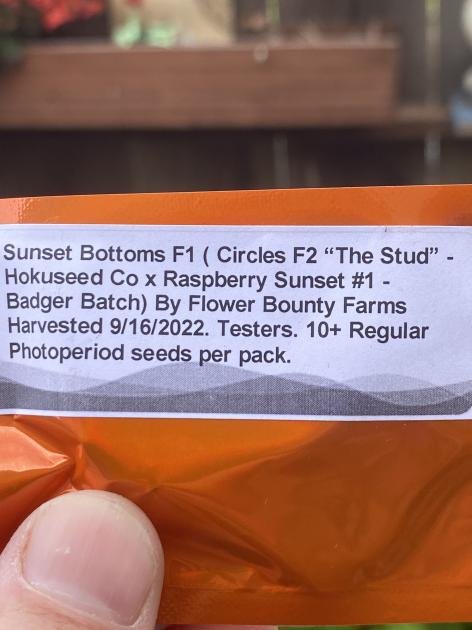 Sunset Bottoms F1 ( Circles F2 “The Stud” -
Hokuseed Co x Raspberry Sunset #1 -
Badger Batch) By Flower Bounty Farms
Harvested 9/16/2022. Testers. 10+ Regular
Photoperiod seeds per pack.